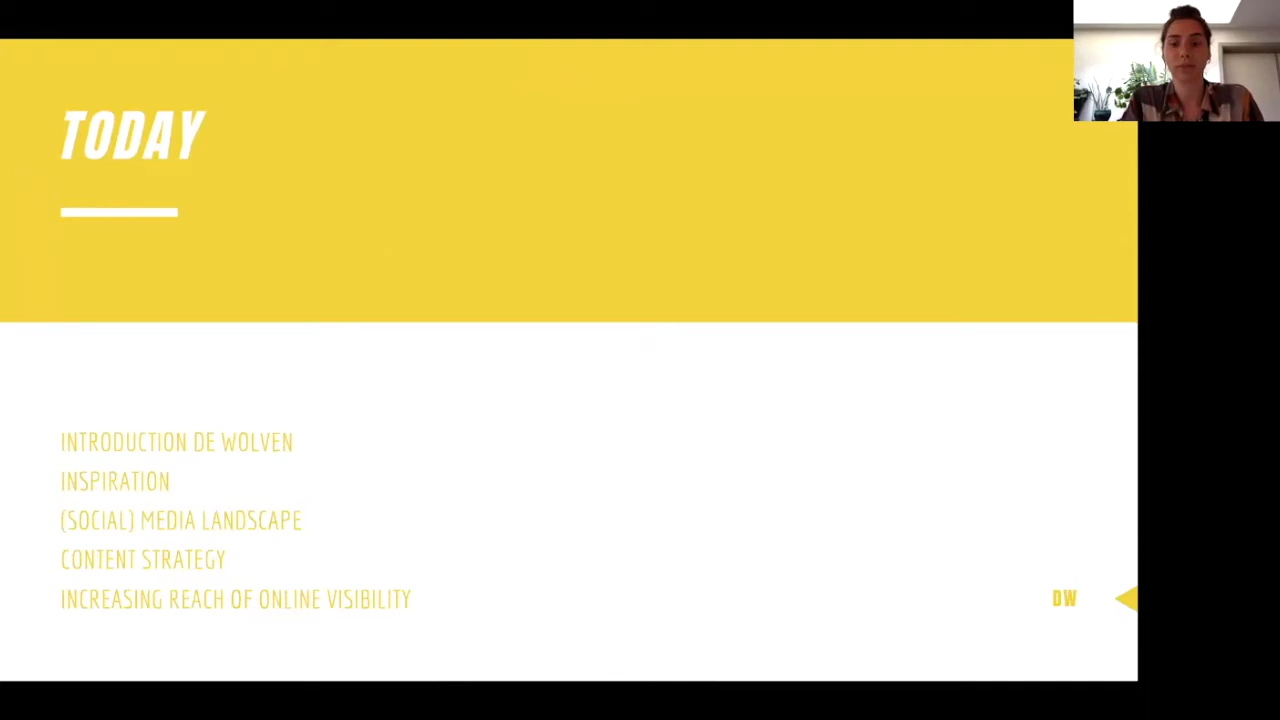 TODAY
INTRODUCTION DE WOLVEN
INSPIRATION
(SOCIAL) MEDIA LANDSCAPE
CONTENT STRATEGY
INCREASING REACH OF ONLINE VISIBILITY
DW